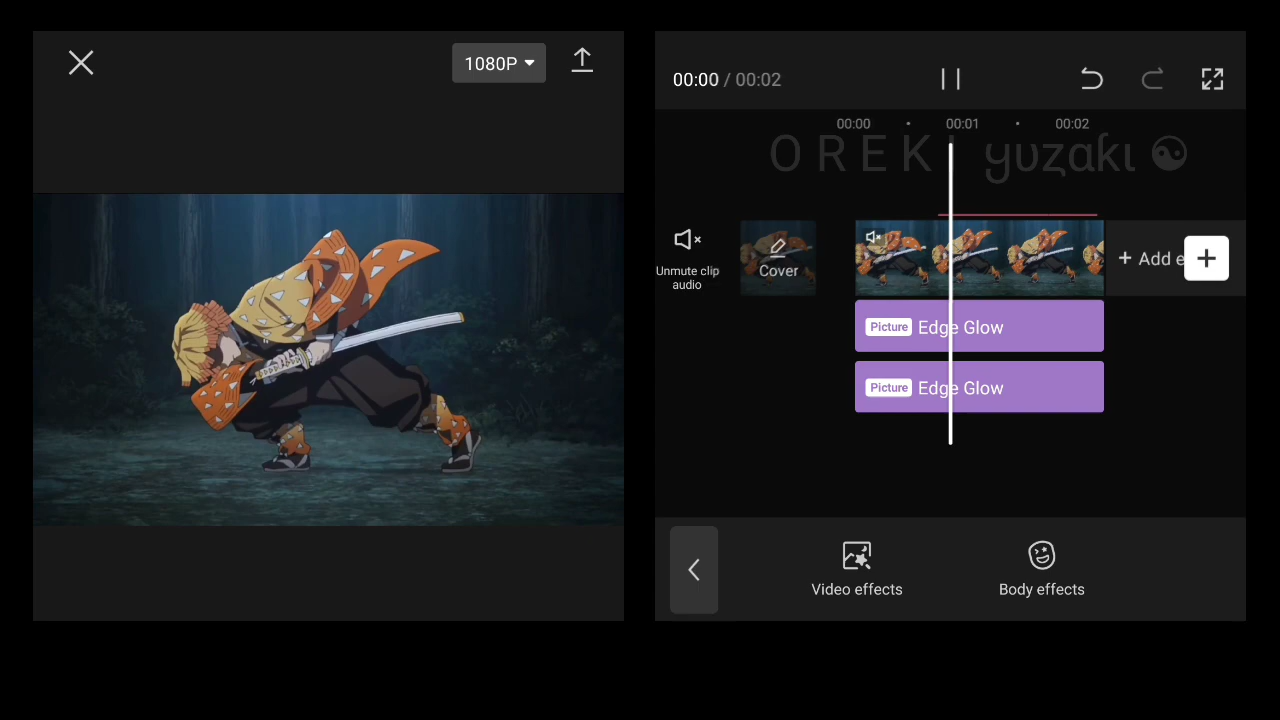 1080P
00:00 / 00:02
00:00
00:01
00:02
OREKI yuzaki
Unmute clip
audio
Cover
+ Add e
Picture Edge Glow
Picture Edge Glow
Video effects
Body effects